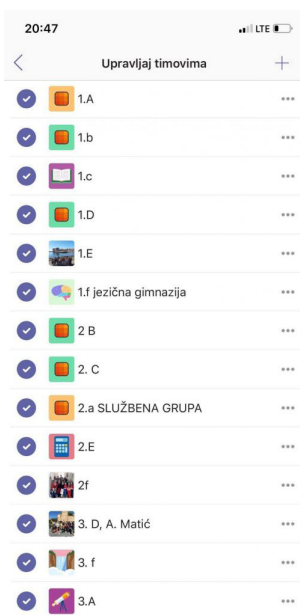 20:47
LTE
Upravljaj timovima
1.A
1.b
1.c
1.D
1.E
1.f jezična gimnazija
2 B
2. C
2.a SLUŽBENA GRUPA
2.E
2f
3. D, A. Matić
3. f
3.A